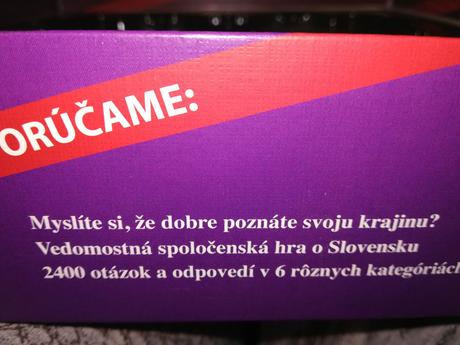 ORÚČAME:
Myslíte si, že dobre poznáte svoju krajinu?
Vedomostná spoločenská hra o Slovensku
2400 otázok a odpovedí v 6 rôznych kategóriách